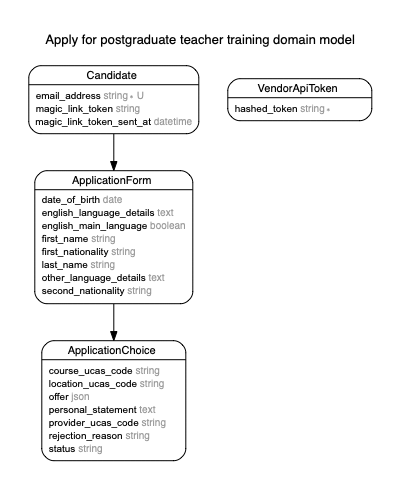 Apply for postgraduate teacher training domain model
Candidate
email_address string ∗ U
magic_link_token string
magic_link_token_sent_at datetime
VendorApiToken
hashed_token string ∗
ApplicationForm
date_of_birth date
english_language_details text
english_main_language boolean
first_name string
first_nationality string
last_name string
other_language_details text
second_nationality string
ApplicationChoice
course_ucas_code string
location_ucas_code string
offer json
personal_statement text
provider_ucas_code string
rejection_reason string
status string